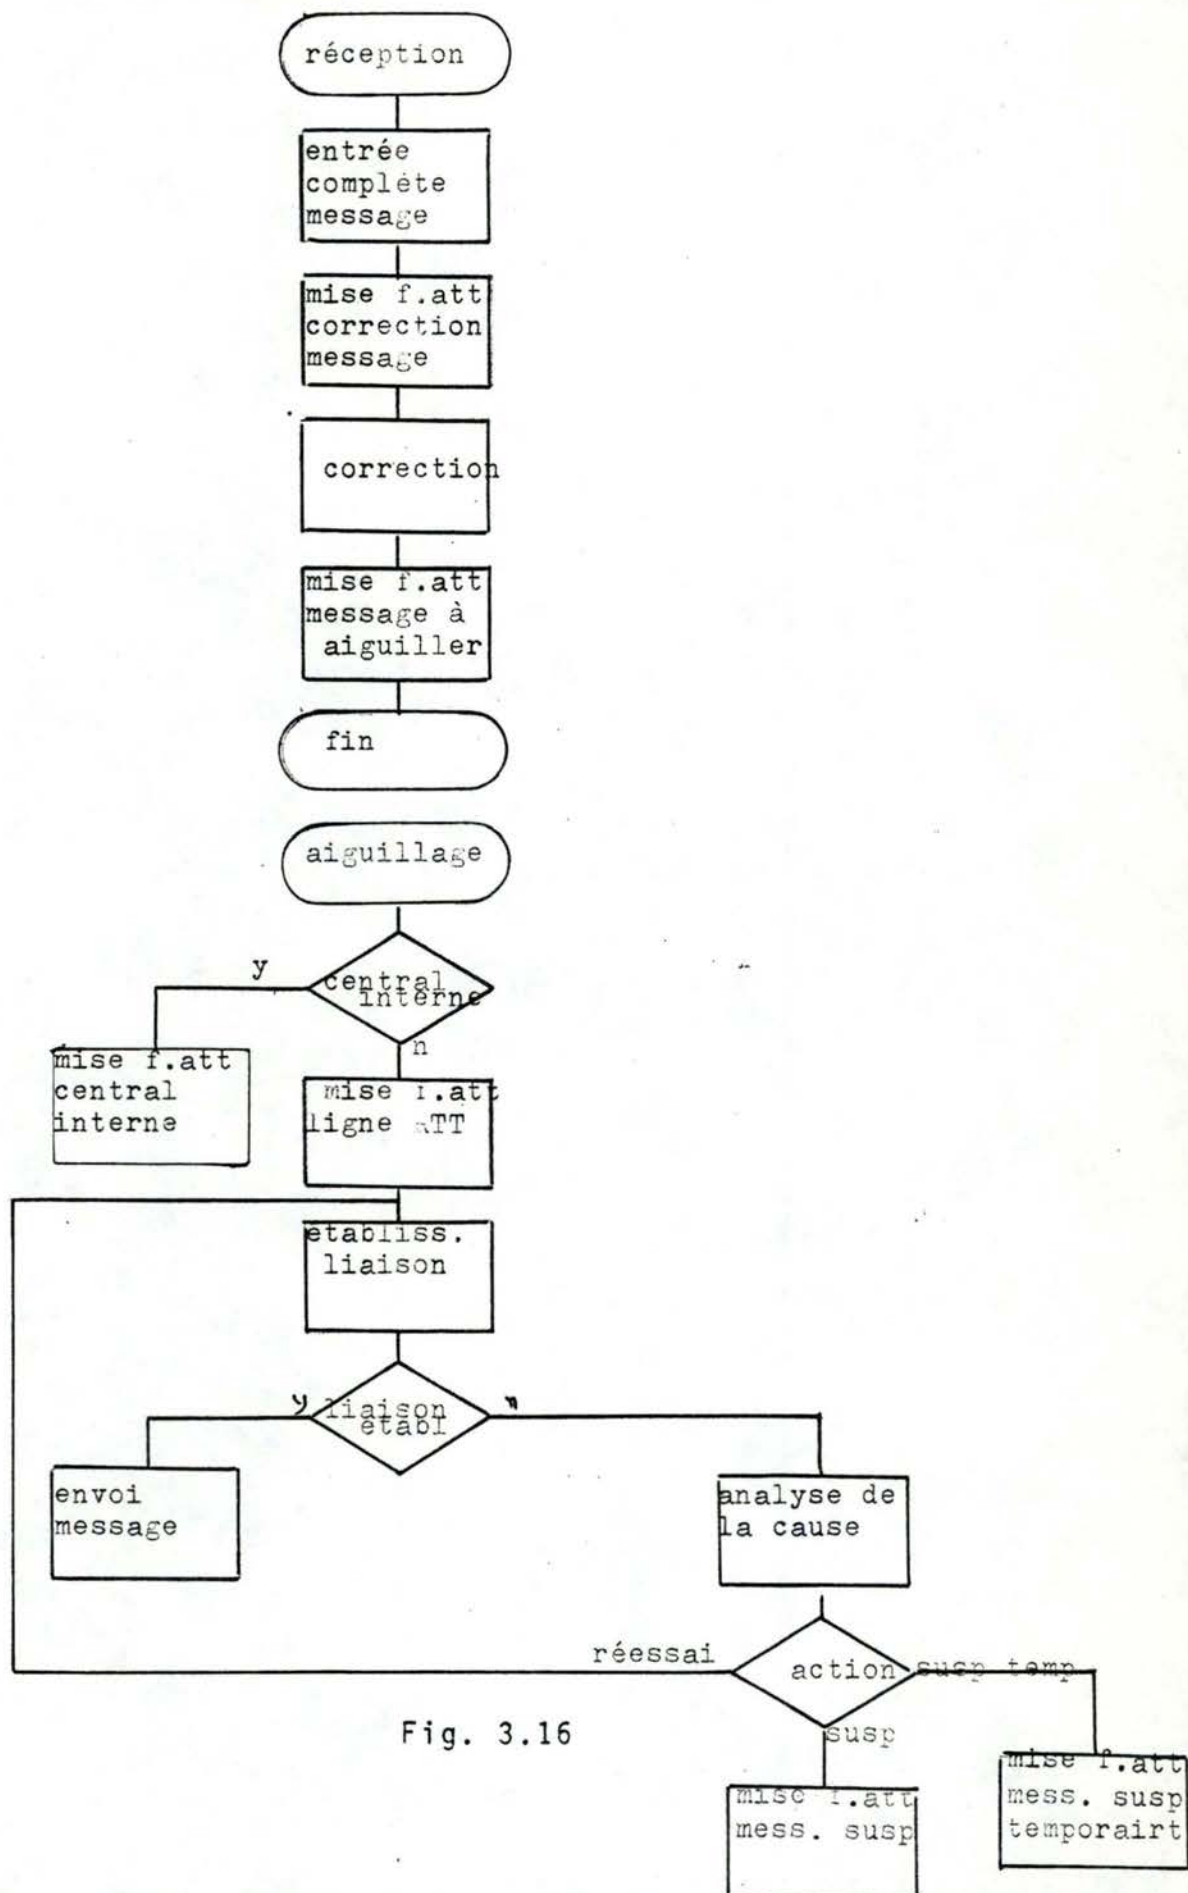 réception
entrée
complète
message
mise f.att
correction
message
correction
mise f.att
message à
aiguiller
fin
aiguillage
central
interne
y
n
mise f.att
central
interne
mise f.att
ligne
établiss.
liaison
liaison
établ
y
n
envoi
message
analyse de
la cause
réessai
action
susp temp
susp
Fig. 3.16
mise f.att
mess. susp
mise f.att
mess. susp
temporairt